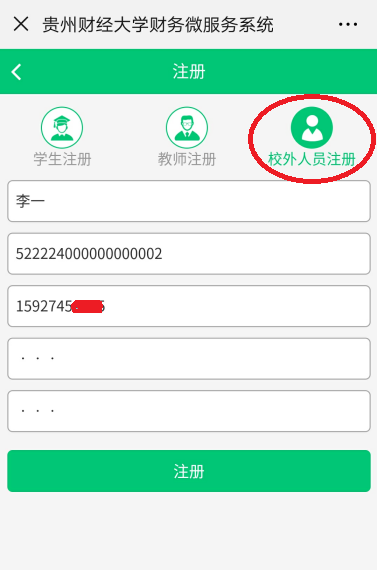 贵州财经大学财务微服务系统
注册
学生注册 教师注册 校外人员注册
李一
522224000000000002
15927455
· · ·
· · ·
注册